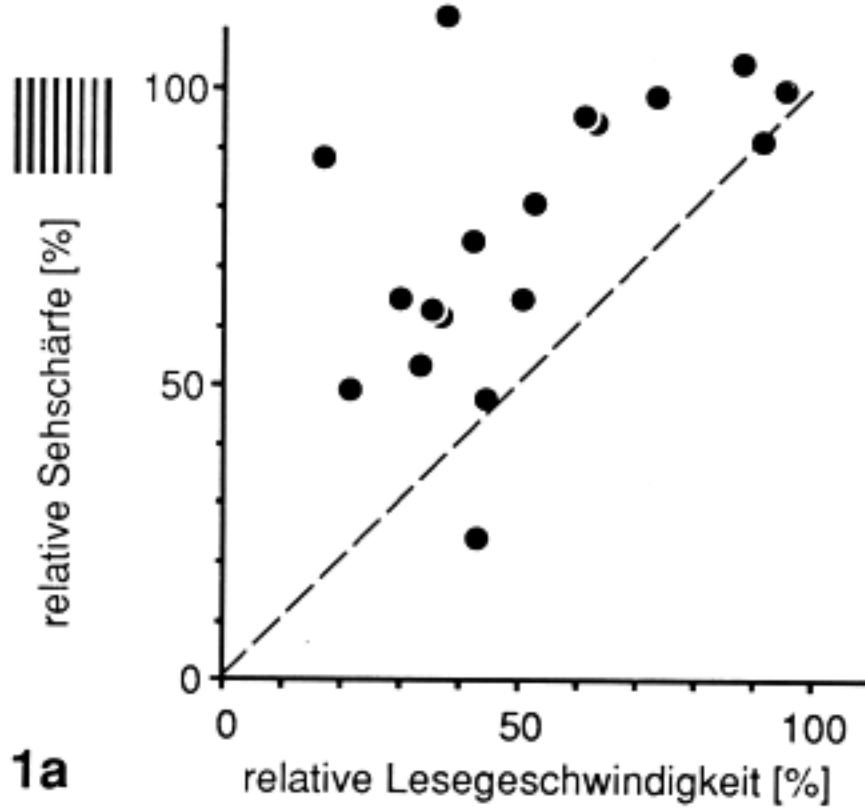 100
50
0
relative Sehschärfe [%]
0 50 100
relative Lesegeschwindigkeit [%]
1a